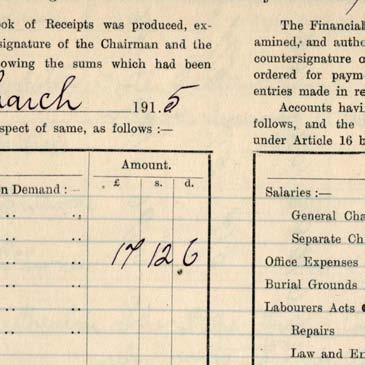 ook of Receipts was produced, ex-
signature of the Chairman and the
owing the sums which had been
arch 1915
spect of same, as follows :—
Amount.
£ s. d.
n Demand :—
17 12 6
The Financial
amined, and authe
countersignature o
ordered for paym
entries made in re
Accounts havi
follows, and the
under Article 16 b
Salaries :—
General Cha
Separate Ch
Office Expenses
Burial Grounds
Labourers Acts
Repairs
Law and En